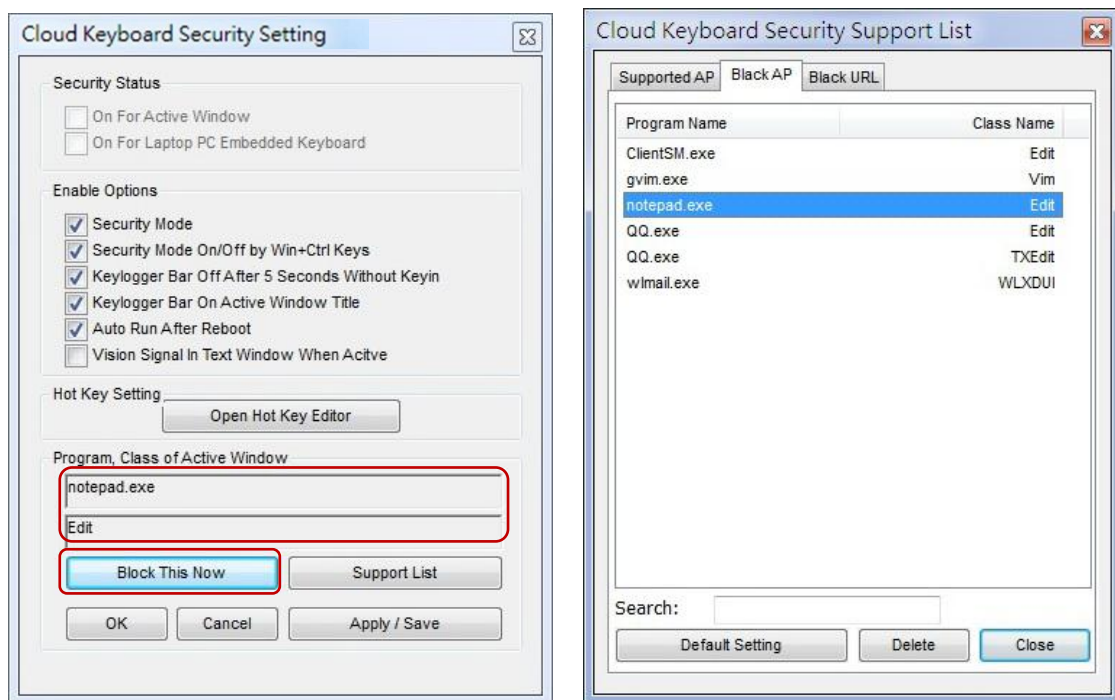 Cloud Keyboard Security Setting
Security Status
On For Active Window
On For Laptop PC Embedded Keyboard
Enable Options
Security Mode
Security Mode On/Off by Win+Ctrl Keys
Keylogger Bar Off After 5 Seconds Without Keyin
Keylogger Bar On Active Window Title
Auto Run After Reboot
Vision Signal In Text Window When Acitve
Hot Key Setting
Open Hot Key Editor
Program, Class of Active Window
notepad.exe
Edit
Block This Now Support List
OK Cancel Apply / Save
Cloud Keyboard Security Support List
Supported AP Black AP Black URL
Program Name Class Name
ClientSM.exe Edit
gvim.exe Vim
notepad.exe Edit
QQ.exe Edit
QQ.exe TXEdit
wlmail.exe WLXDUI
Search:
Default Setting Delete Close